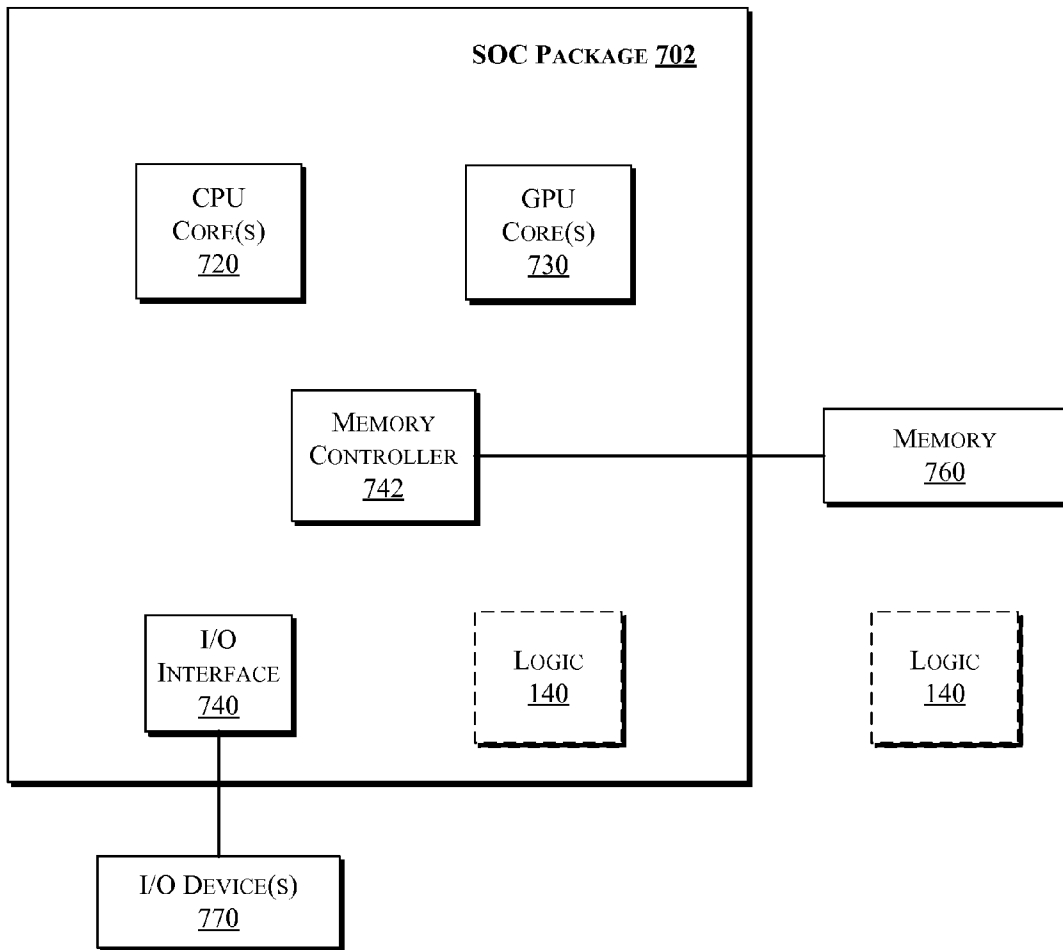 SOC PACKAGE 702
CPU
CORE(S)
720
GPU
CORE(S)
730
MEMORY
CONTROLLER
742
MEMORY
760
I/O
INTERFACE
740
LOGIC
140
LOGIC
140
I/O DEVICE(S)
770